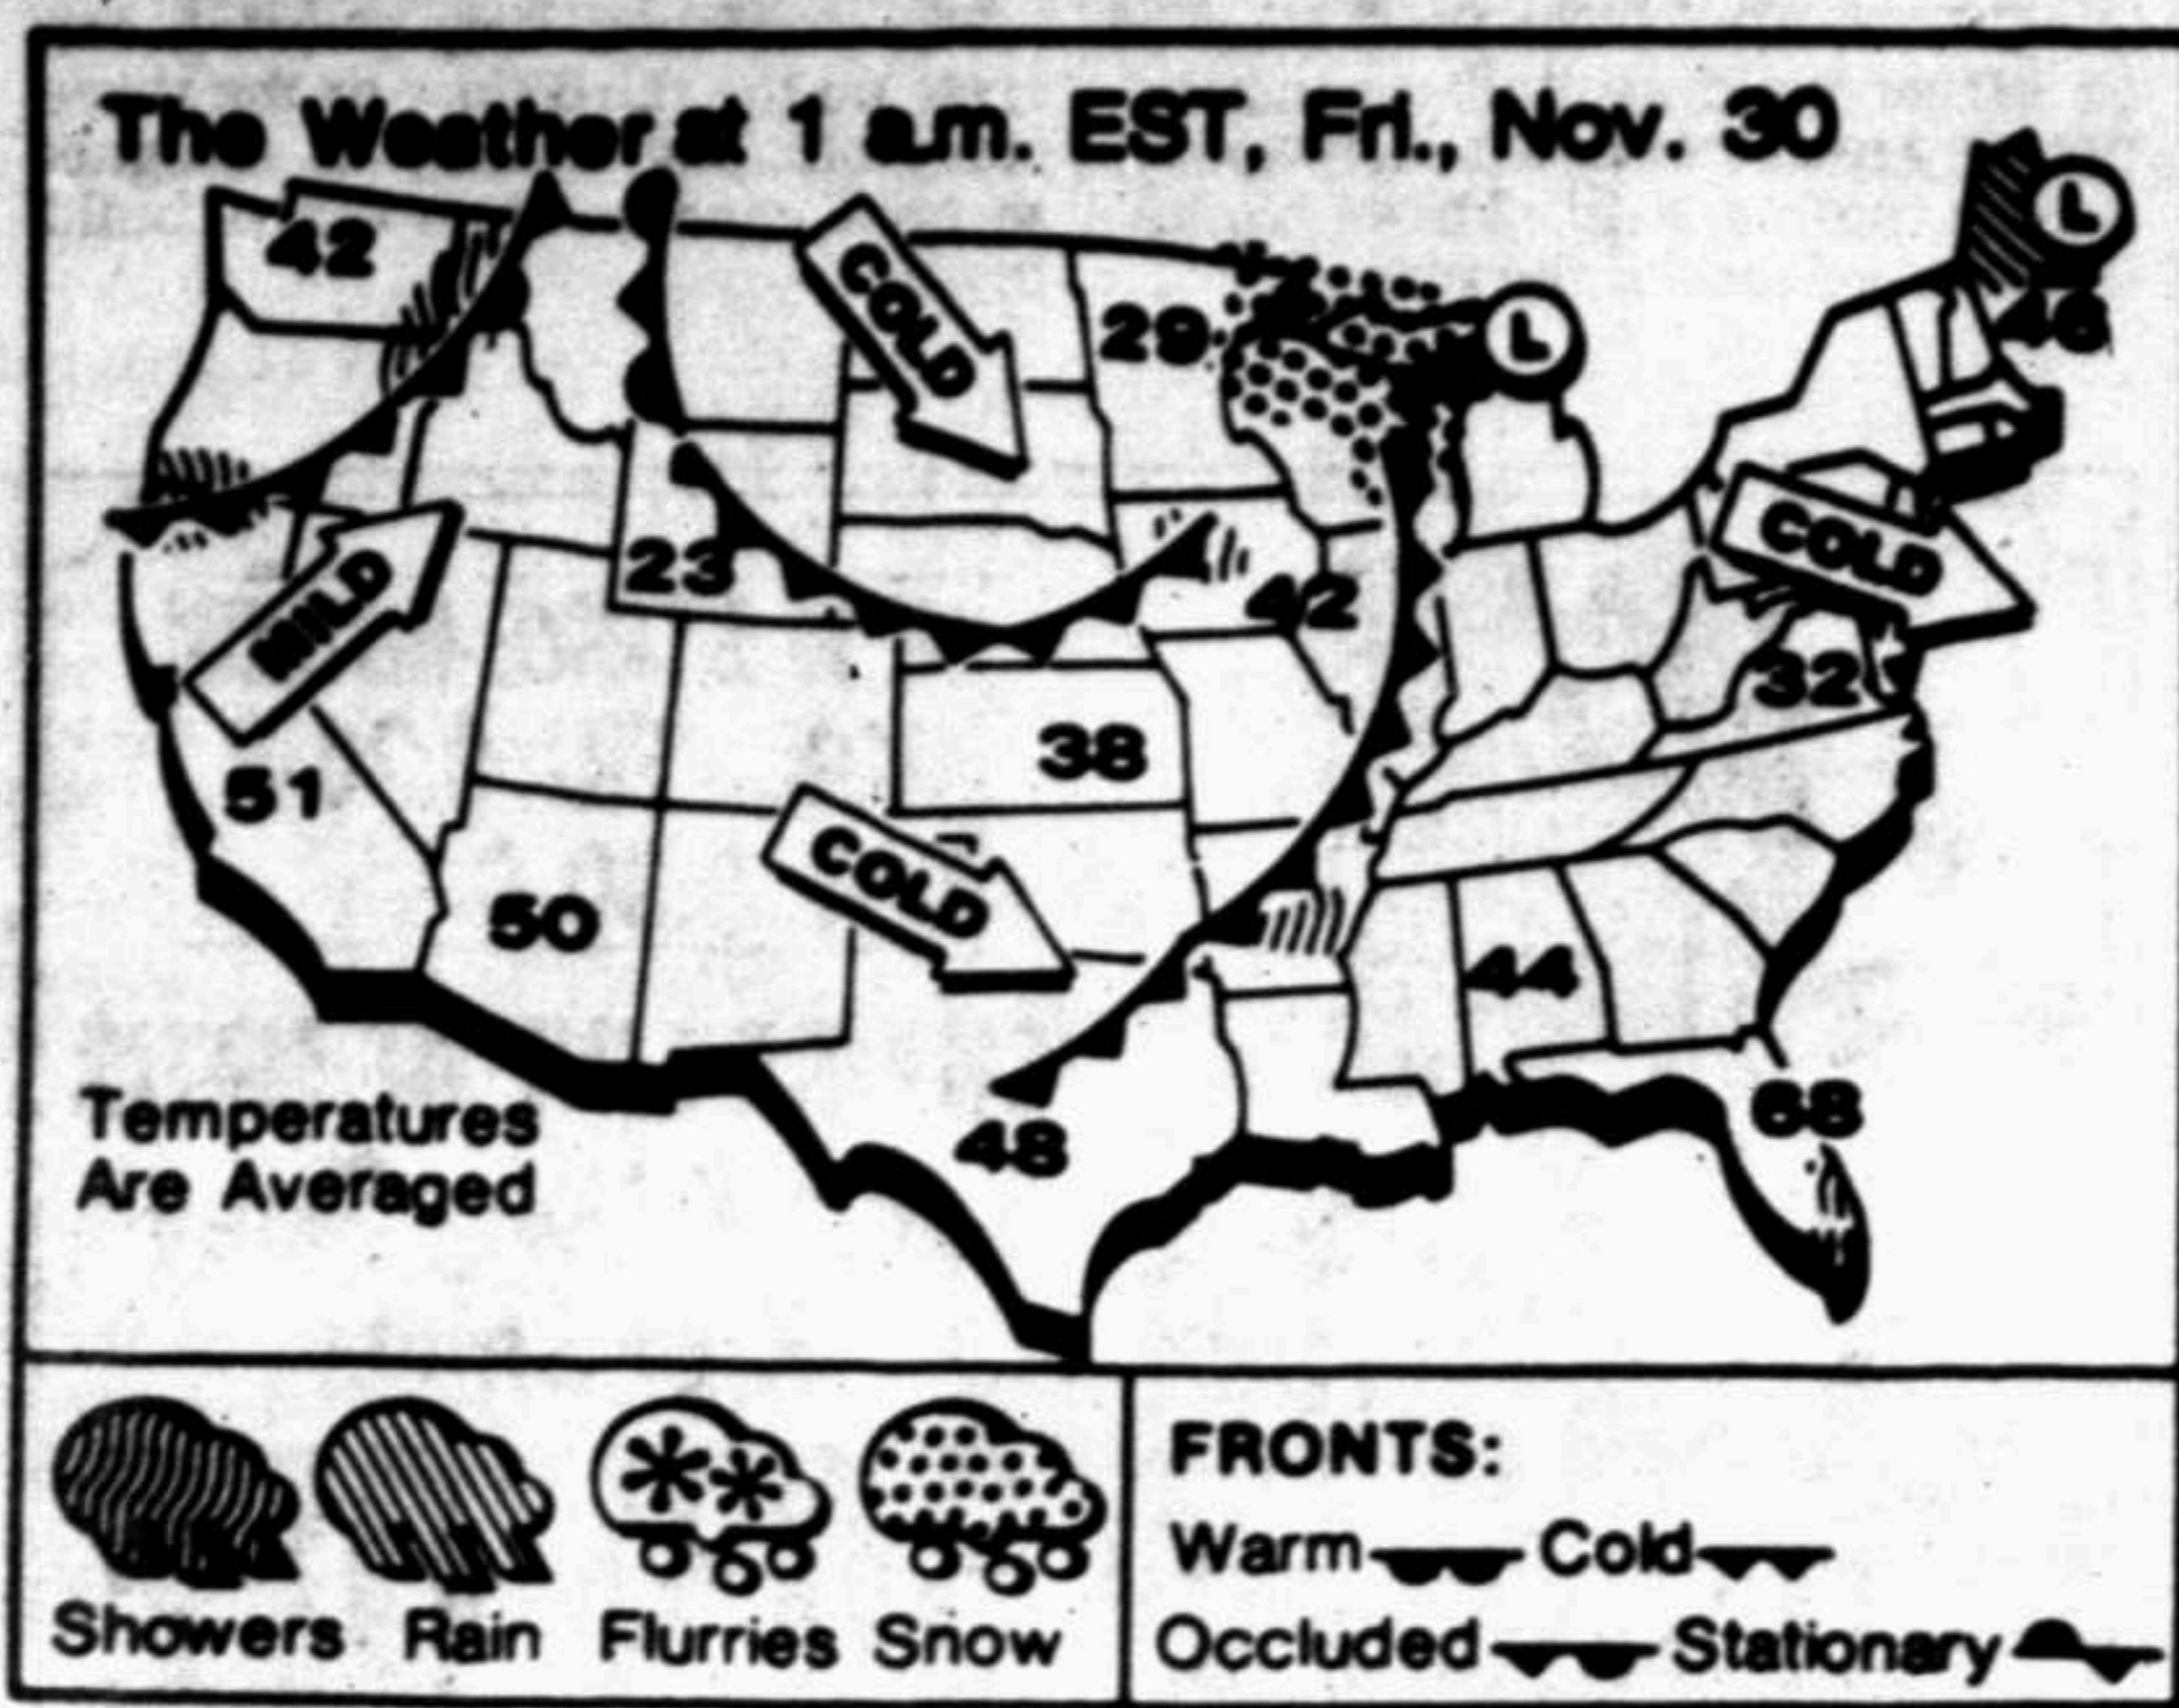 The Weather at 1 a.m. EST, Fri., Nov. 30
L
42
COLD
L
29
46
COLD
MILD
23
42
32
38
51
COLD
50
44
68
48
Temperatures
Are Averaged
FRONTS:
Warm Cold
Showers Rain Flurries Snow
Occluded Stationary